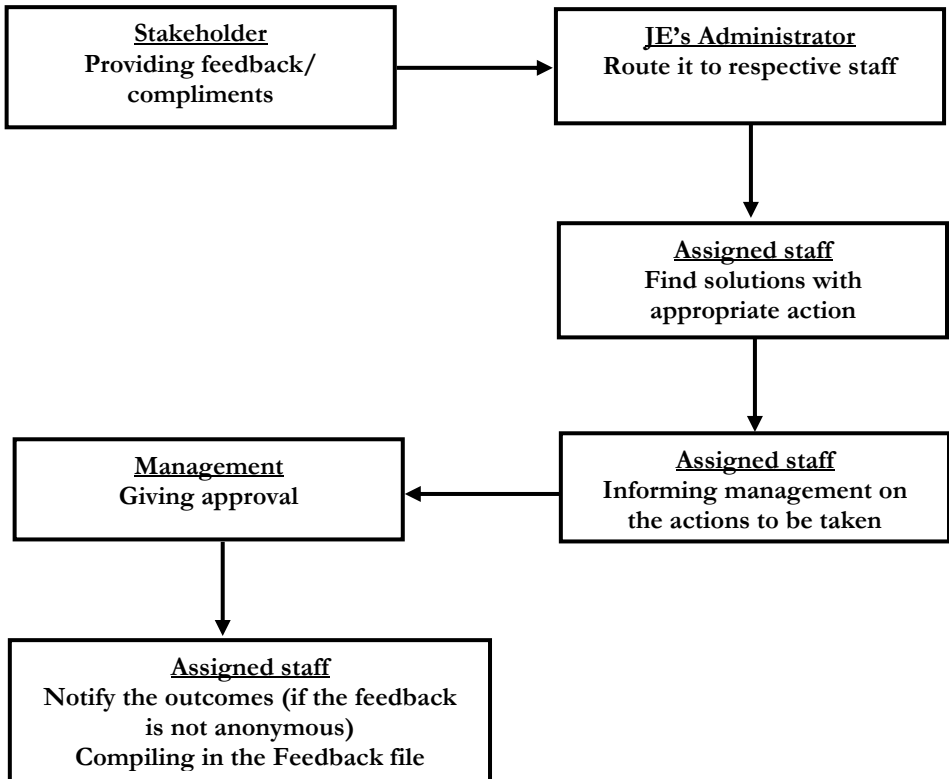 Stakeholder
Providing feedback/
compliments
JE's Administrator
Route it to respective staff
Assigned staff
Find solutions with
appropriate action
Assigned staff
Informing management on
the actions to be taken
Management
Giving approval
Assigned staff
Notify the outcomes (if the feedback
is not anonymous)
Compiling in the Feedback file